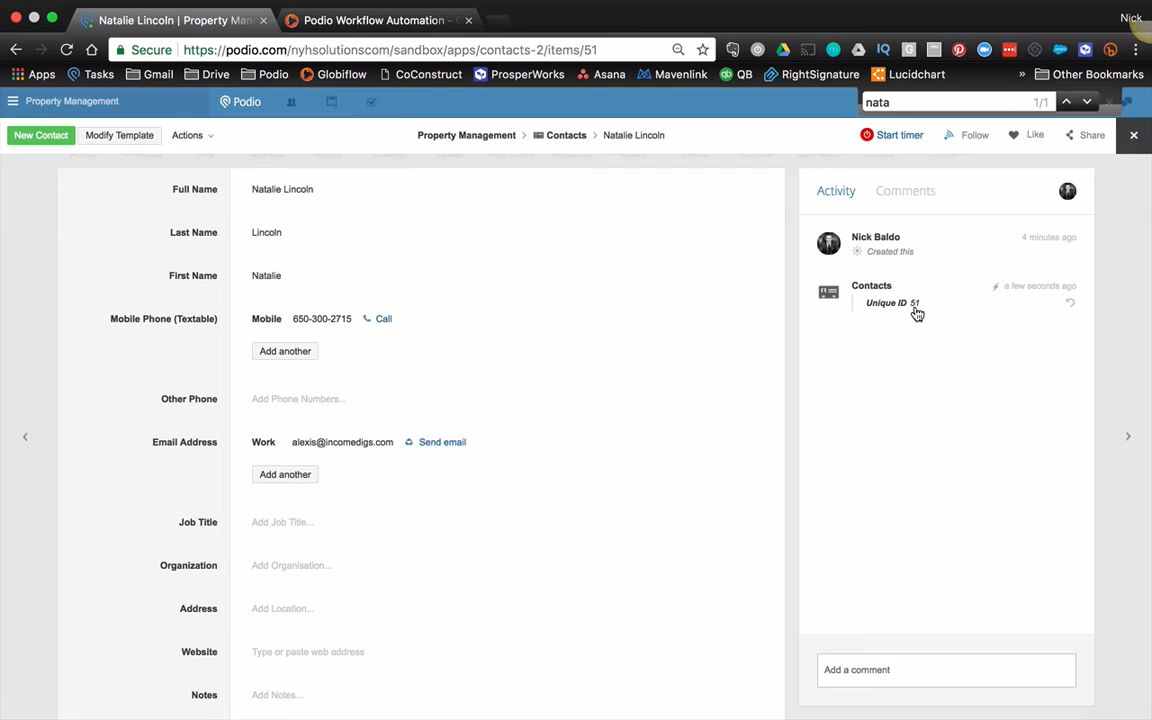 Natalie Lincoln | Property Man
Podio Workflow Automation -
Nick
Secure
https://podio.com/nyhsolutionscom/sandbox/apps/contacts-2/items/51
Apps
Tasks
Gmail
Drive
Podio
Globiflow
CoConstruct
ProsperWorks
Asana
Mavenlink
QB
RightSignature
Lucidchart
»
Other Bookmarks
Property Management
Podio
nata
1/1
New Contact
Modify Template
Actions
Property Management > Contacts > Natalie Lincoln
Start timer
Follow
Like
Share
Full Name
Natalie Lincoln
Last Name
Lincoln
First Name
Natalie
Mobile Phone (Textable)
Mobile 650-300-2715 Call
Add another
Other Phone
Add Phone Numbers...
Email Address
Work alexis@incomedigs.com Send email
Add another
Job Title
Add Job Title...
Organization
Add Organisation...
Address
Add Location...
Website
Type or paste web address
Notes
Add Notes...
Activity
Comments
Nick Baldo
4 minutes ago
Created this
Contacts
a few seconds ago
Unique ID 51
Add a comment